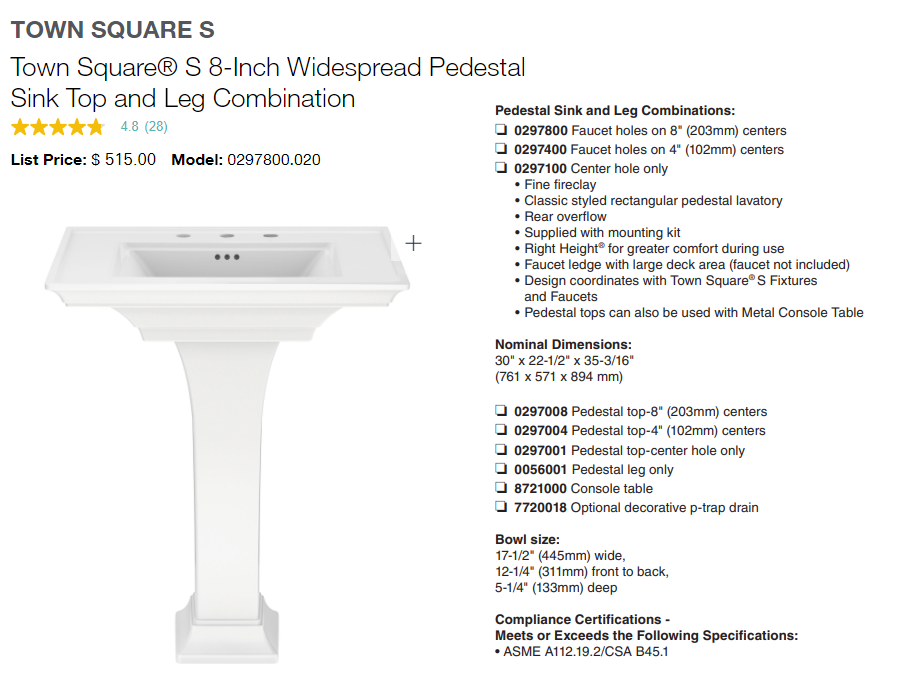 TOWN SQUARE S
Town Square® S 8-Inch Widespread Pedestal
Sink Top and Leg Combination
4.8 (28)
List Price: $ 515.00 Model: 0297800.020
Pedestal Sink and Leg Combinations:
❏ 0297800 Faucet holes on 8" (203mm) centers
❏ 0297400 Faucet holes on 4" (102mm) centers
❏ 0297100 Center hole only
• Fine fireclay
• Classic styled rectangular pedestal lavatory
• Rear overflow
• Supplied with mounting kit
• Right Height® for greater comfort during use
• Faucet ledge with large deck area (faucet not included)
• Design coordinates with Town Square® S Fixtures
and Faucets
• Pedestal tops can also be used with Metal Console Table
Nominal Dimensions:
30" x 22-1/2" x 35-3/16"
(761 x 571 x 894 mm)
❏ 0297008 Pedestal top-8" (203mm) centers
❏ 0297004 Pedestal top-4" (102mm) centers
❏ 0297001 Pedestal top-center hole only
❏ 0056001 Pedestal leg only
❏ 8721000 Console table
❏ 7720018 Optional decorative p-trap drain
Bowl size:
17-1/2" (445mm) wide,
12-1/4" (311mm) front to back,
5-1/4" (133mm) deep
Compliance Certifications -
Meets or Exceeds the Following Specifications:
• ASME A112.19.2/CSA B45.1